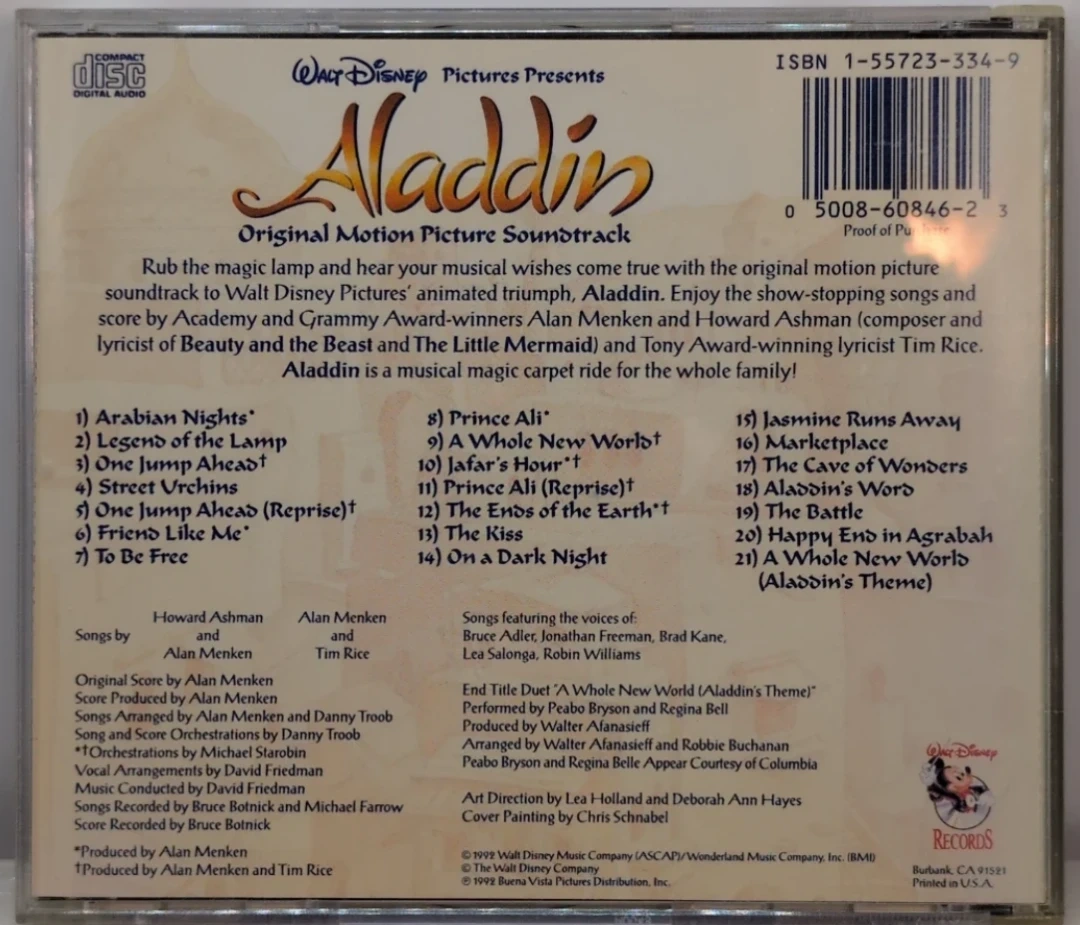 COMPACT
disc
DIGITAL AUDIO
Walt Disney Pictures Presents
Aladdin
Original Motion Picture Soundtrack
ISBN 1-55723-334-9
0 5008-60846-2 3
Proof of
Rub the magic lamp and hear your musical wishes come true with the original motion picture
soundtrack to Walt Disney Pictures' animated triumph, Aladdin. Enjoy the show-stopping songs and
score by Academy and Grammy Award-winners Alan Menken and Howard Ashman (composer and
lyricist of Beauty and the Beast and The Little Mermaid) and Tony Award-winning lyricist Tim Rice.
Aladdin is a musical magic carpet ride for the whole family!
1) Arabian Nights*
2) Legend of the Lamp
3) One Jump Ahead†
4) Street Urchins
5) One Jump Ahead (Reprise)†
6) Friend Like Me*
7) To Be Free
8) Prince Ali*
9) A Whole New World†
10) Jafar's Hour*†
11) Prince Ali (Reprise)†
12) The Ends of the Earth*†
13) The Kiss
14) On a Dark Night
15) Jasmine Runs Away
16) Marketplace
17) The Cave of Wonders
18) Aladdin's Word
19) The Battle
20) Happy End in Agrabah
21) A Whole New World
(Aladdin's Theme)
Howard Ashman Alan Menken
Songs by and and
Alan Menken Tim Rice
Original Score by Alan Menken
Score Produced by Alan Menken
Songs Arranged by Alan Menken and Danny Troob
Song and Score Orchestrations by Danny Troob
*†Orchestrations by Michael Starobin
Vocal Arrangements by David Friedman
Music Conducted by David Friedman
Songs Recorded by Bruce Botnick and Michael Farrow
Score Recorded by Bruce Botnick
*Produced by Alan Menken
†Produced by Alan Menken and Tim Rice
Songs featuring the voices of:
Bruce Adler, Jonathan Freeman, Brad Kane,
Lea Salonga, Robin Williams
End Title Duet "A Whole New World (Aladdin's Theme)"
Performed by Peabo Bryson and Regina Bell
Produced by Walter Afanasieff
Arranged by Walter Afanasieff and Robbie Buchanan
Peabo Bryson and Regina Belle Appear Courtesy of Columbia
Art Direction by Lea Holland and Deborah Ann Hayes
Cover Painting by Chris Schnabel
© 1992 Walt Disney Music Company (ASCAP)/Wonderland Music Company, Inc. (BMI)
© The Walt Disney Company
℗ 1992 Buena Vista Pictures Distribution, Inc.
Walt Disney
RECORDS
Burbank, CA 91521
Printed in U.S.A.